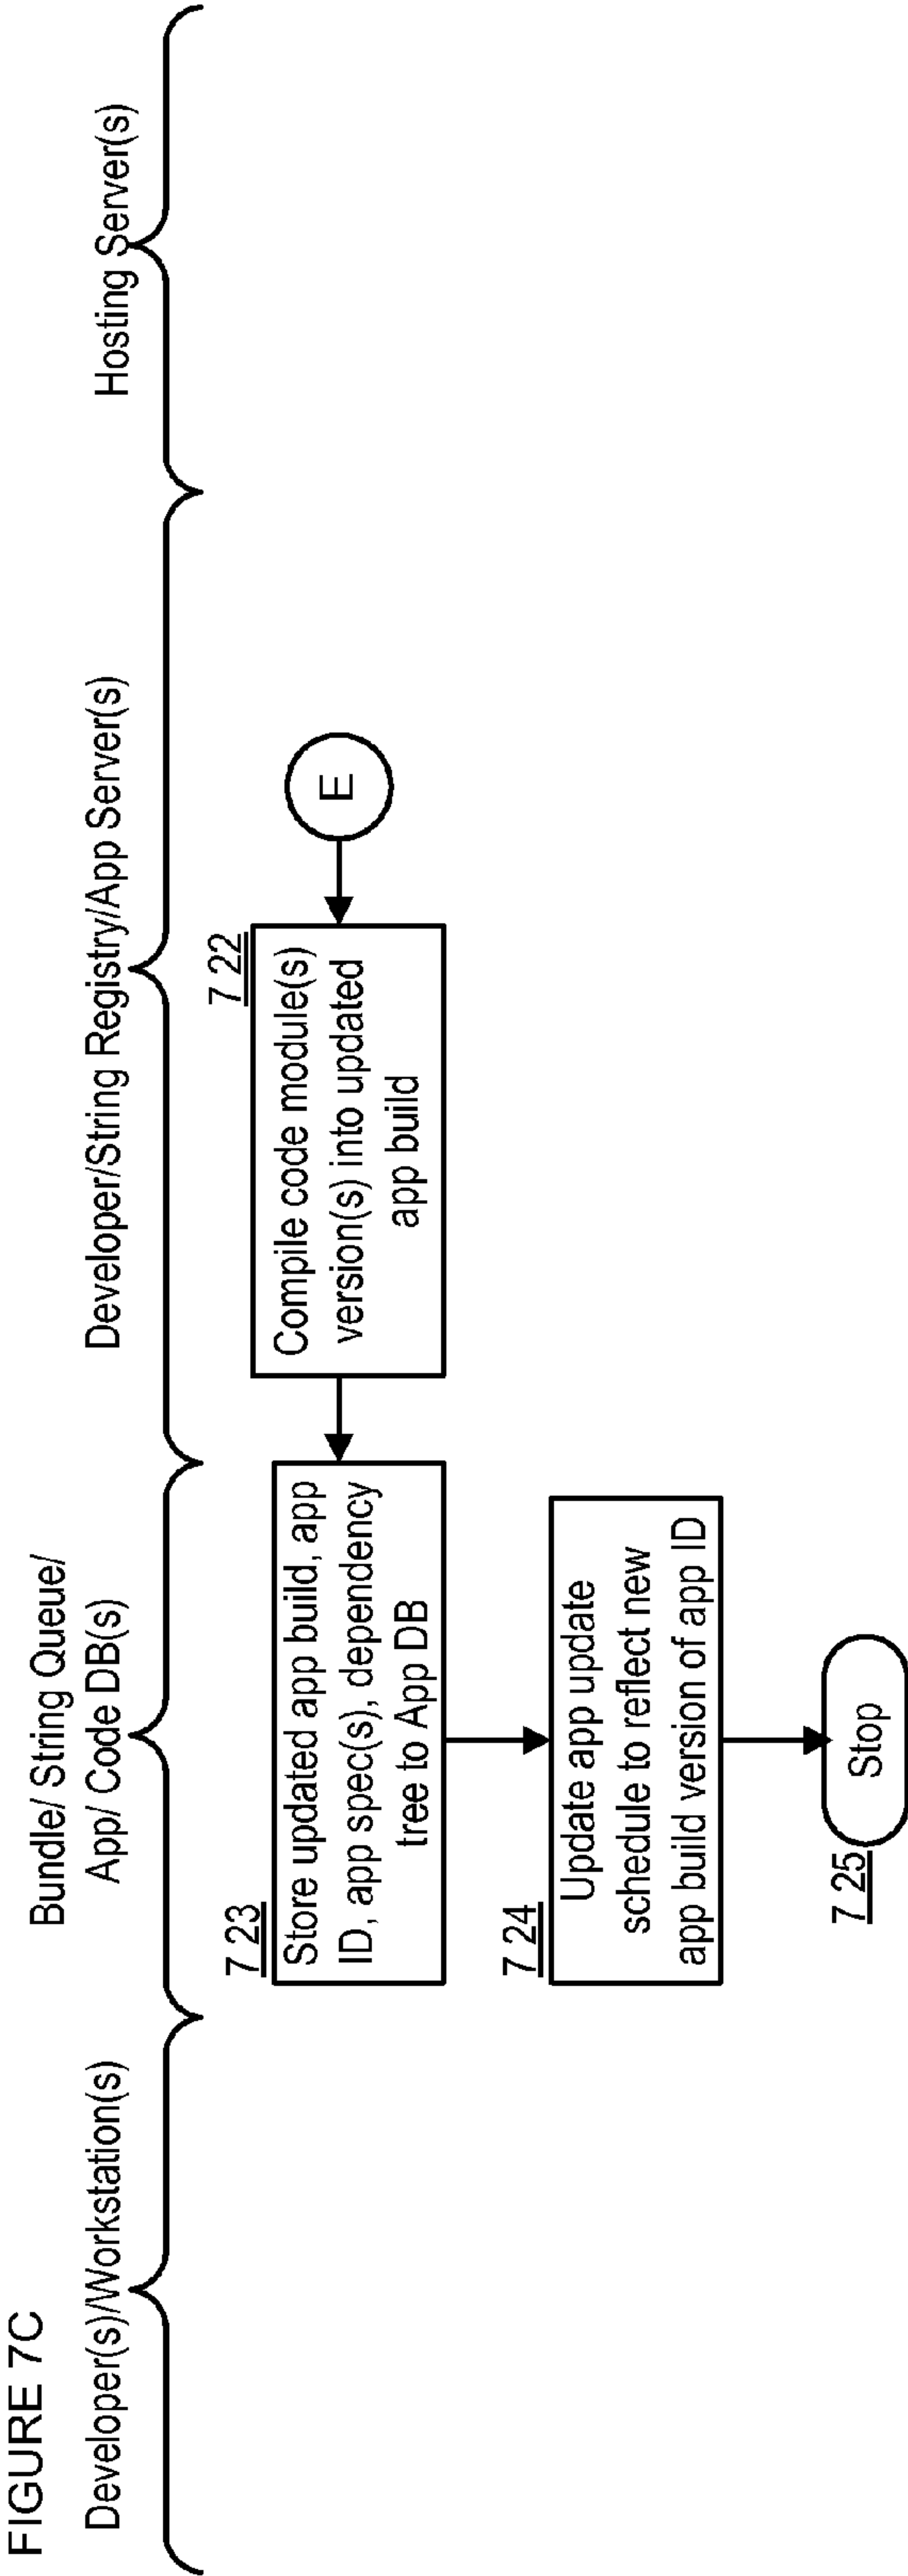 FIGURE 7C
Developer(s)/Workstation(s)
Bundle/ String Queue/
App/ Code DB(s)
Developer/String Registry/App Server(s)
Hosting Server(s)
E
7 22
Compile code module(s)
version(s) into updated
app build
7 23
Store updated app build, app
ID, app spec(s), dependency
tree to App DB
7 24
Update app update
schedule to reflect new
app build version of app ID
7 25
Stop